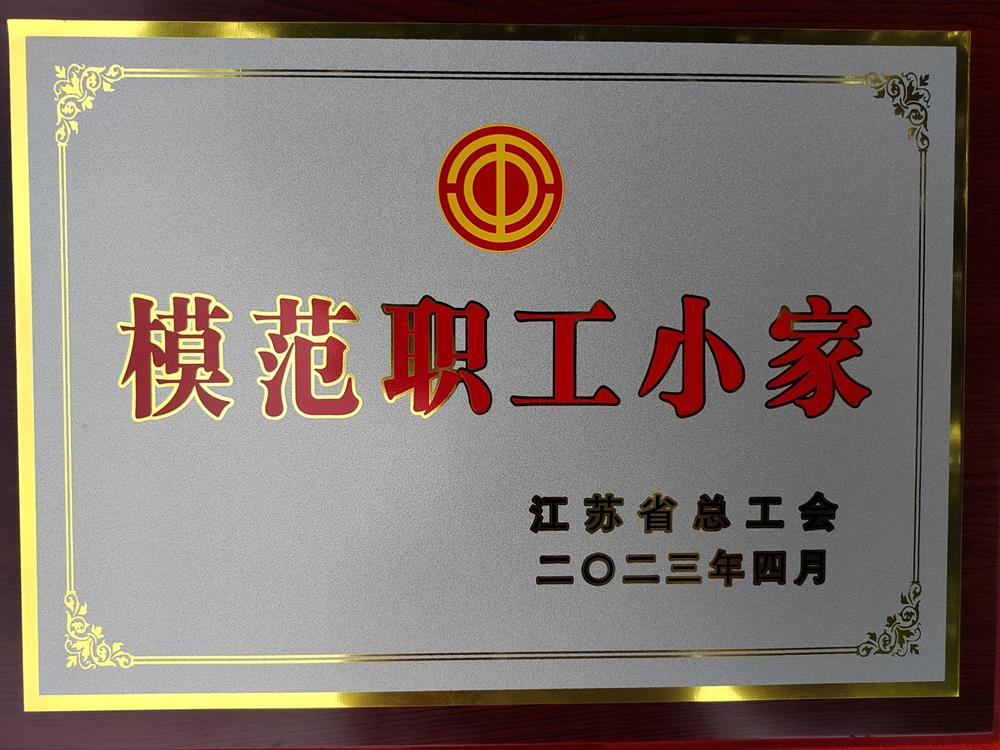 模范职工小家
江苏省总工会
二〇二三年四月